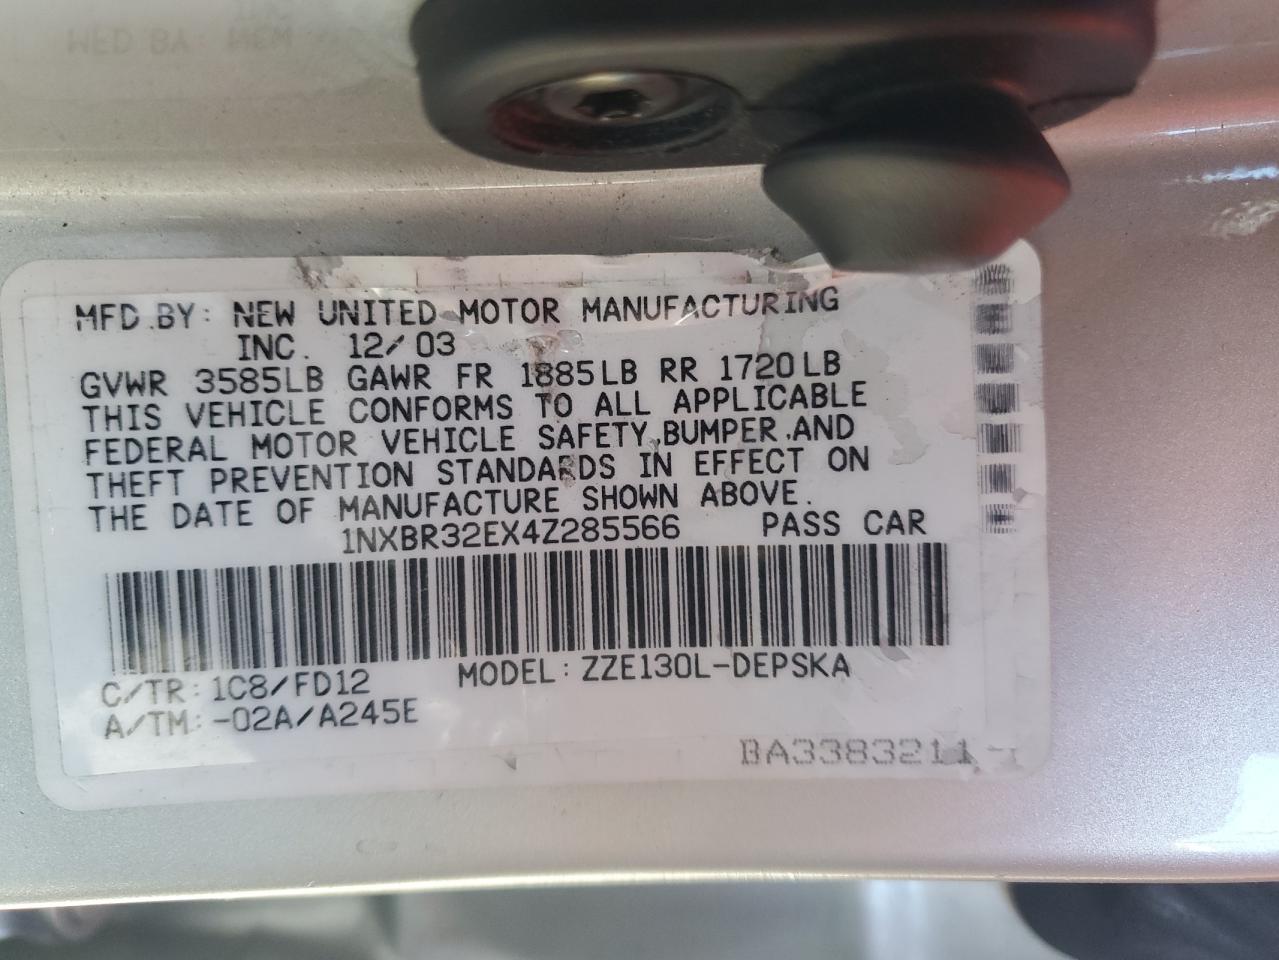 MFD.BY: NEW UNITED MOTOR MANUFACTURING
INC. 12/03
GVWR 3585LB GAWR FR 1885LB RR 1720LB
THIS VEHICLE CONFORMS TO ALL APPLICABLE
FEDERAL MOTOR VEHICLE SAFETY,BUMPER,AND
THEFT PREVENTION STANDARDS IN EFFECT ON
THE DATE OF MANUFACTURE SHOWN ABOVE.
1NXBR32EX4Z285566 PASS CAR
C/TR: 1C8/FD12 MODEL: ZZE130L-DEPSKA
A/TM: -02A/A245E
BA3383211